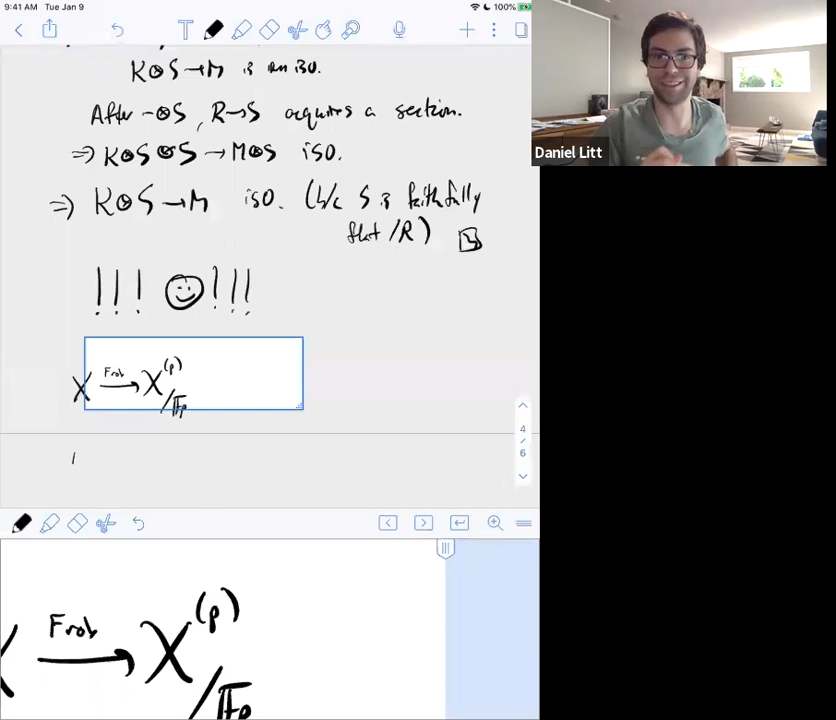 9:41 AM Tue Jan 9
100%
K⊗S→M is an iso.
After -⊗S, R→S acquires a section.
⇒ K⊗S⊗S → M⊗S iso.
⇒ K⊗S→M iso. (b/c S is faithfully
flat /R)
!!! !!!
X Frob→ X^(p) /𝔽p
4
/
6
Frob→ X^(p) /𝔽p
Daniel Litt